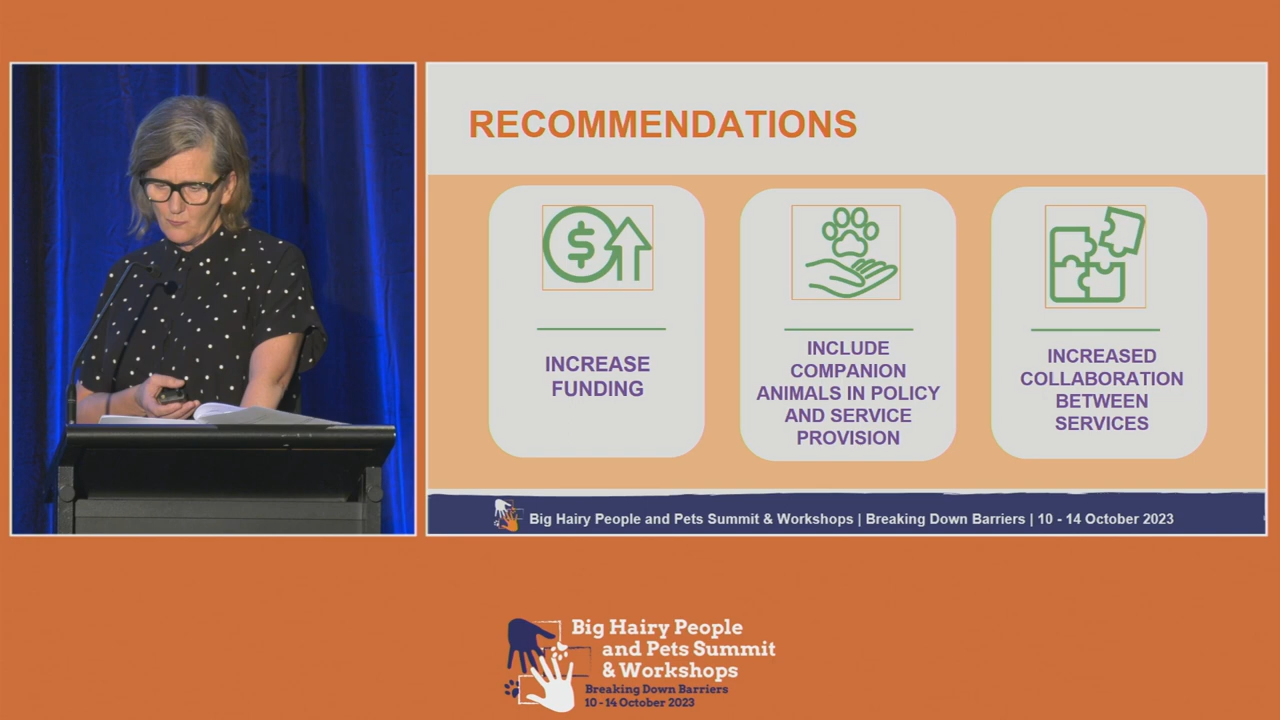 RECOMMENDATIONS
$
INCREASE
FUNDING
INCLUDE
COMPANION
ANIMALS IN POLICY
AND SERVICE
PROVISION
INCREASED
COLLABORATION
BETWEEN
SERVICES
Big Hairy People and Pets Summit & Workshops | Breaking Down Barriers | 10 - 14 October 2023
Big Hairy People
and Pets Summit
& Workshops
Breaking Down Barriers
10 - 14 October 2023